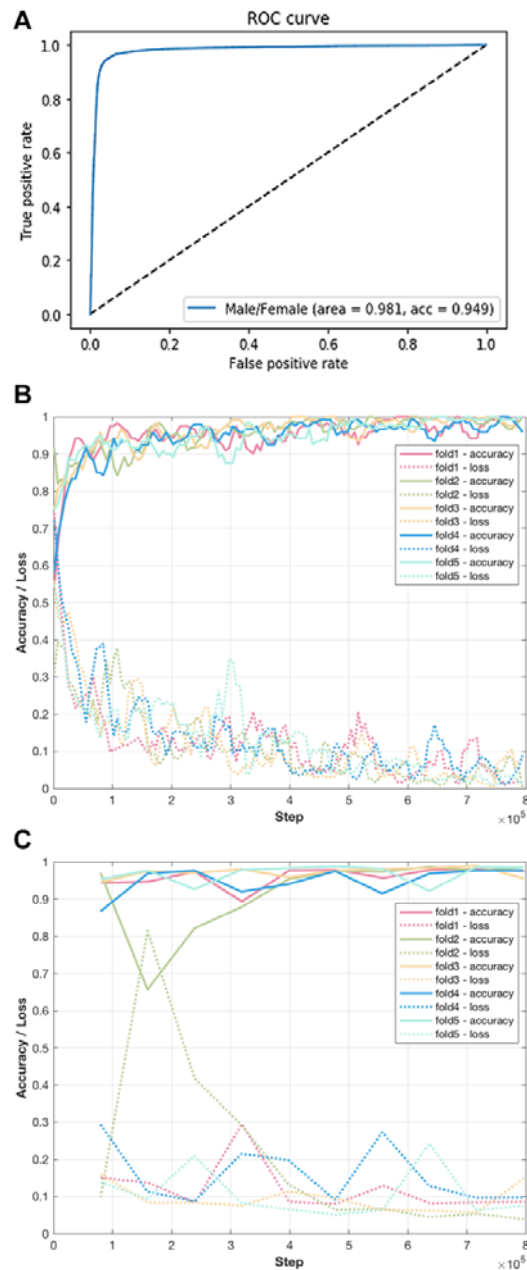 A
ROC curve
1.0
0.8
0.6
0.4
0.2
0.0
True positive rate
Male/Female (area = 0.981, acc = 0.949)
0.0 0.2 0.4 0.6 0.8 1.0
False positive rate
B
1
0.9
0.8
0.7
0.6
0.5
0.4
0.3
0.2
0.1
0
Accuracy / Loss
fold1 - accuracy
fold1 - loss
fold2 - accuracy
fold2 - loss
fold3 - accuracy
fold3 - loss
fold4 - accuracy
fold4 - loss
fold5 - accuracy
fold5 - loss
0 1 2 3 4 5 6 7 8
Step
×10⁵
C
1
0.9
0.8
0.7
0.6
0.5
0.4
0.3
0.2
0.1
0
Accuracy / Loss
fold1 - accuracy
fold1 - loss
fold2 - accuracy
fold2 - loss
fold3 - accuracy
fold3 - loss
fold4 - accuracy
fold4 - loss
fold5 - accuracy
fold5 - loss
0 1 2 3 4 5 6 7 8
Step
×10⁵